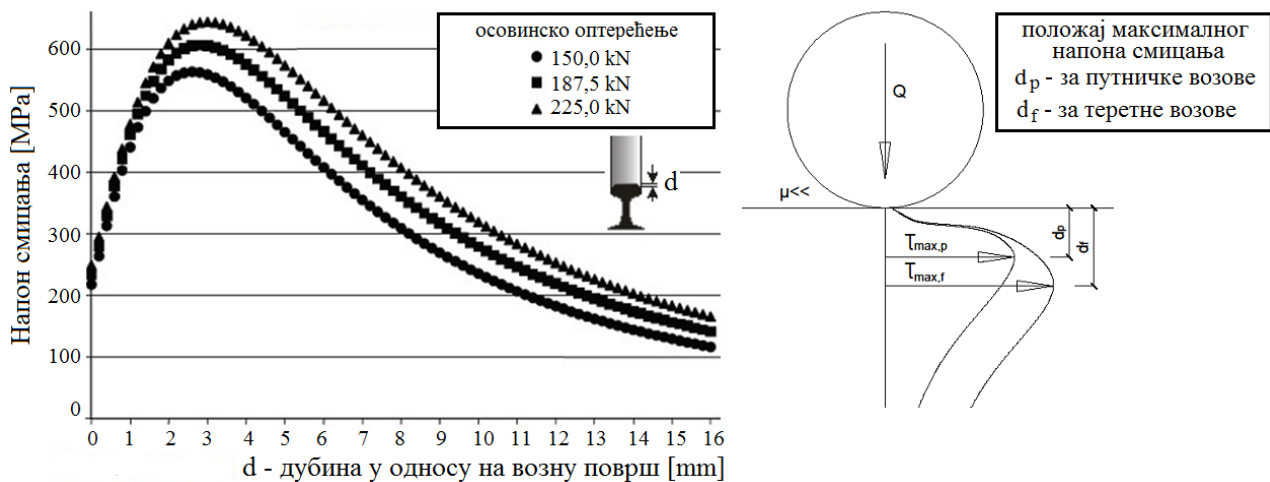 Напон смицања [MPa]
600
500
400
300
200
100
0
0 1 2 3 4 5 6 7 8 9 10 11 12 13 14 15 16
d - дубина у односу на возну површ [mm]
осовинско оптерећење
150,0 kN
187,5 kN
225,0 kN
d
Q
μ<<
τmax,p
τmax,f
dp
df
положај максималног
напона смицања
dp - за путничке возове
df - за теретне возове